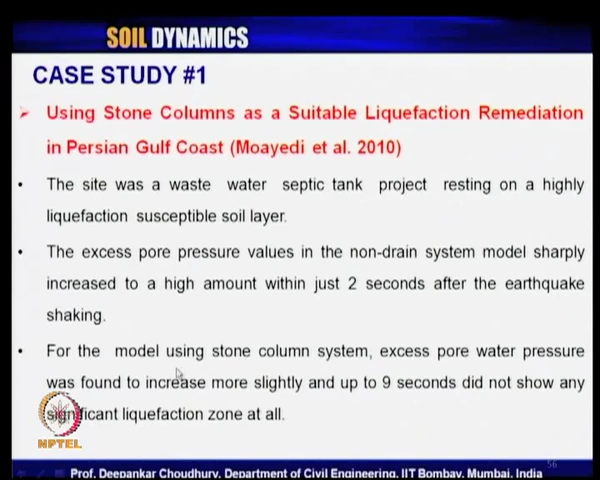 SOIL DYNAMICS
CASE STUDY #1
➢ Using Stone Columns as a Suitable Liquefaction Remediation
in Persian Gulf Coast (Moayedi et al. 2010)
• The site was a waste water septic tank project resting on a highly
liquefaction susceptible soil layer.
• The excess pore pressure values in the non-drain system model sharply
increased to a high amount within just 2 seconds after the earthquake
shaking.
• For the model using stone column system, excess pore water pressure
was found to increase more slightly and up to 9 seconds did not show any
significant liquefaction zone at all.
NPTEL
56
Prof. Deepankar Choudhury, Department of Civil Engineering, IIT Bombay, Mumbai, India